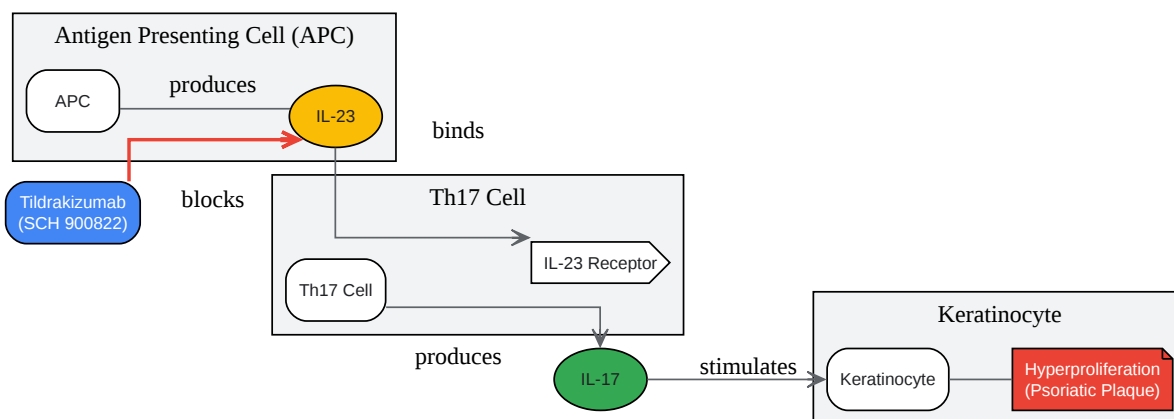 Antigen Presenting Cell (APC)
produces
APC
IL-23
binds
Tildrakizumab
(SCH 900822)
blocks
Th17 Cell
IL-23 Receptor
Th17 Cell
produces
IL-17
stimulates
Keratinocyte
Keratinocyte
Hyperproliferation
(Psoriatic Plaque)